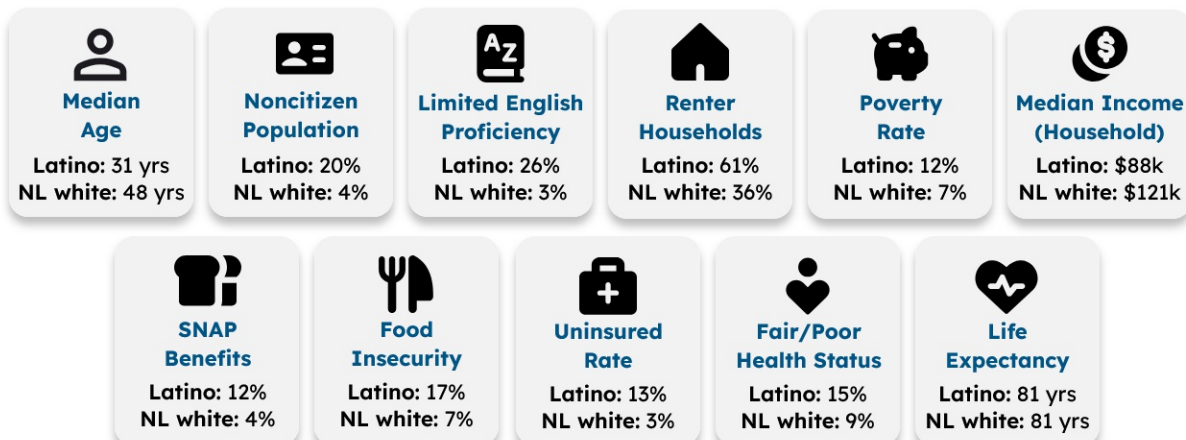 AZ
Median
Age
Latino: 31 yrs
NL white: 48 yrs
Noncitizen
Population
Latino: 20%
NL white: 4%
Limited English
Proficiency
Latino: 26%
NL white: 3%
Renter
Households
Latino: 61%
NL white: 36%
Poverty
Rate
Latino: 12%
NL white: 7%
$
Median Income
(Household)
Latino: $88k
NL white: $121k
SNAP
Benefits
Latino: 12%
NL white: 4%
Food
Insecurity
Latino: 17%
NL white: 7%
Uninsured
Rate
Latino: 13%
NL white: 3%
Fair/Poor
Health Status
Latino: 15%
NL white: 9%
Life
Expectancy
Latino: 81 yrs
NL white: 81 yrs